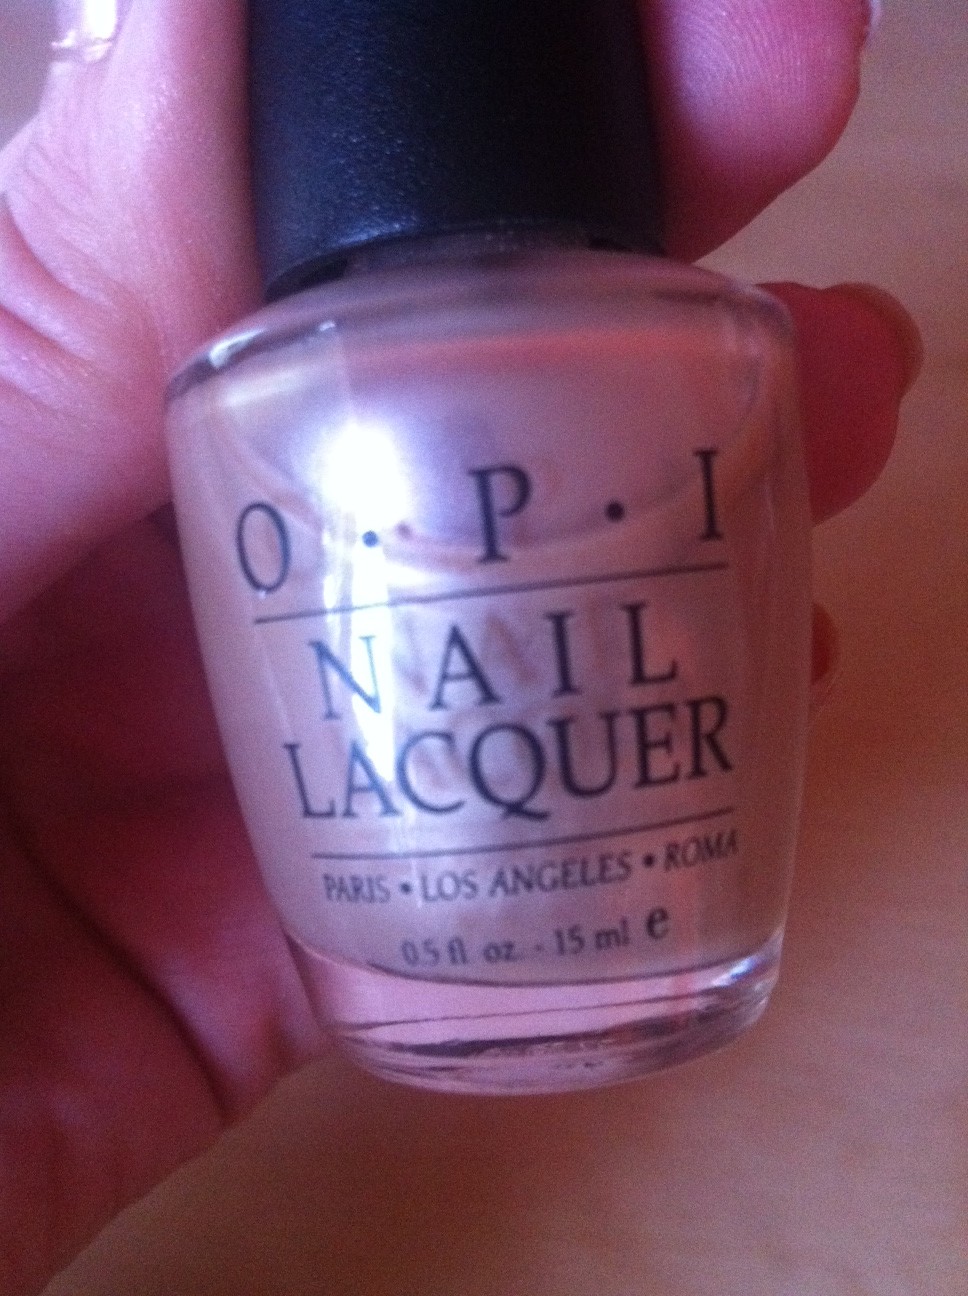 O · P · I
NAIL
LACQUER
PARIS • LOS ANGELES • ROMA
0.5 fl oz. - 15 ml e